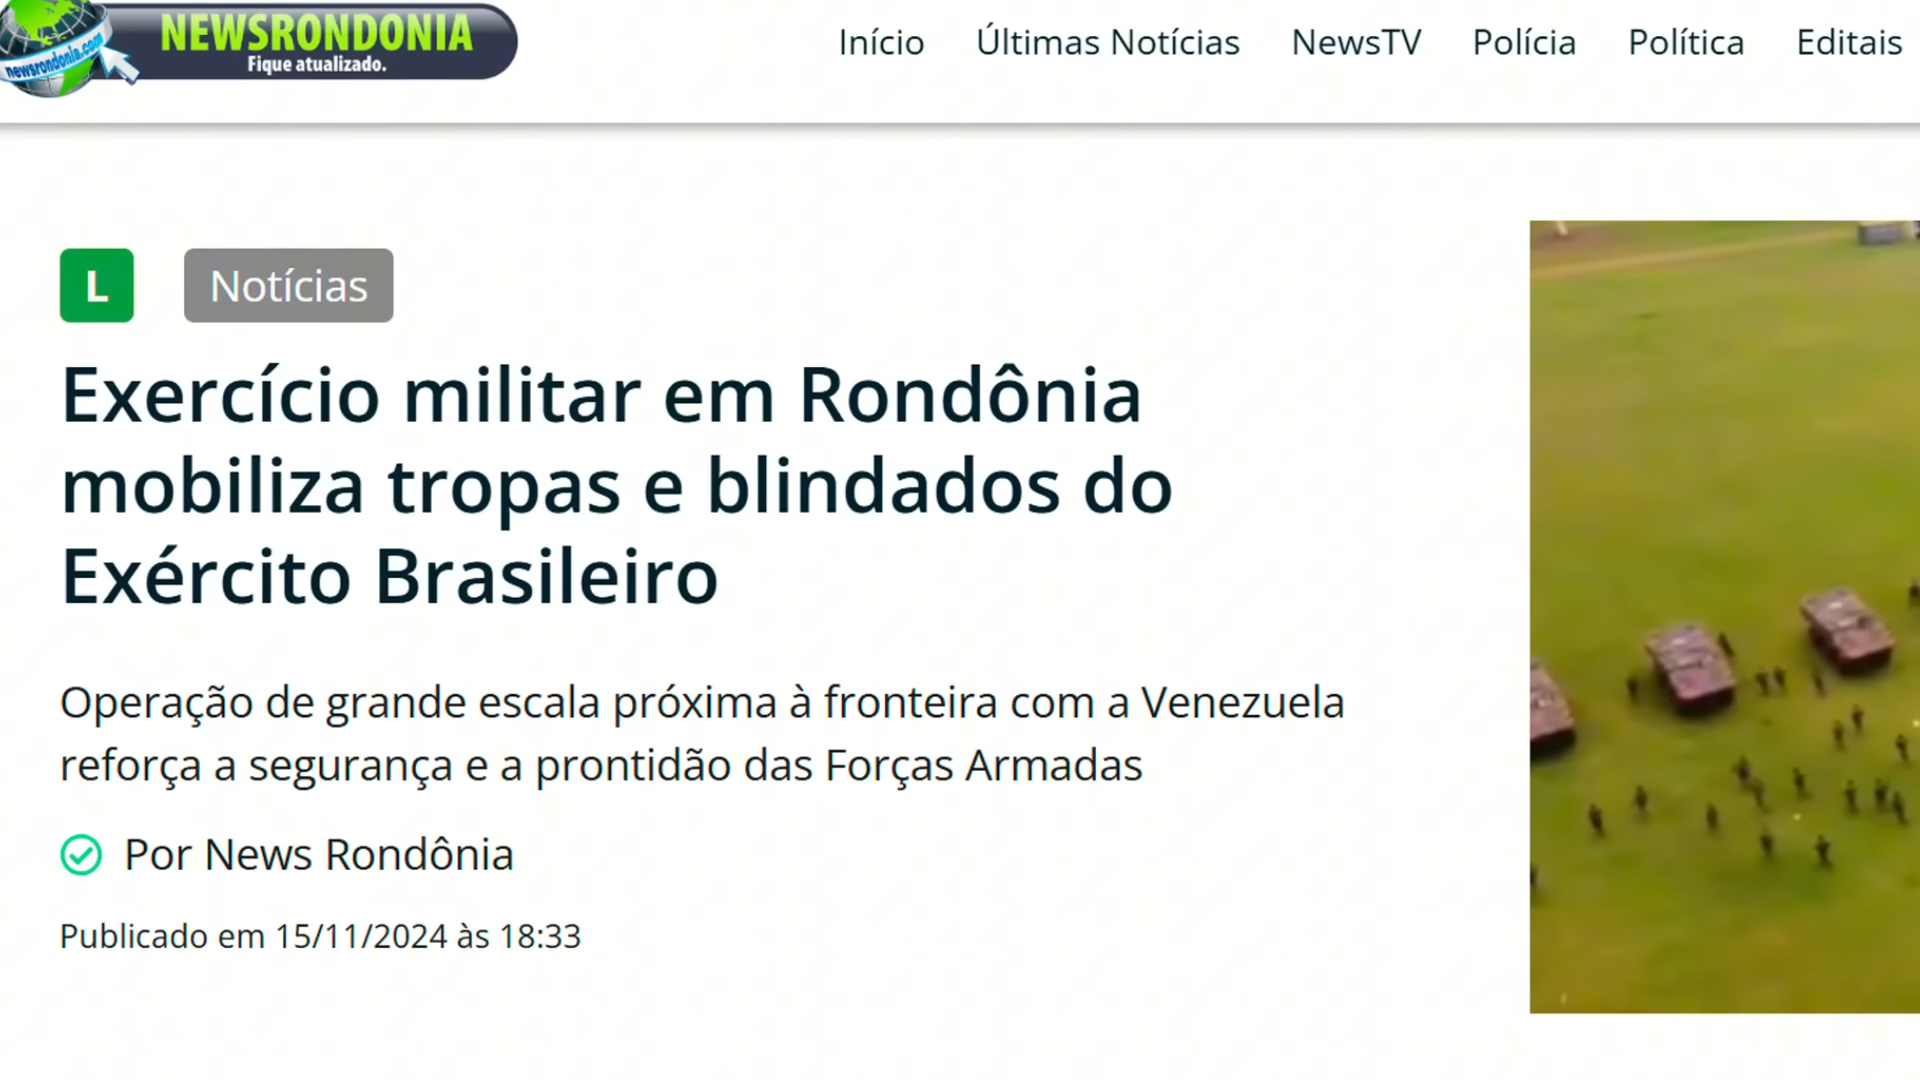 newsrondonia.com
NEWSRONDONIA
Fique atualizado.
Início Últimas Notícias NewsTV Polícia Política Editais
L Notícias
Exercício militar em Rondônia
mobiliza tropas e blindados do
Exército Brasileiro
Operação de grande escala próxima à fronteira com a Venezuela
reforça a segurança e a prontidão das Forças Armadas
Por News Rondônia
Publicado em 15/11/2024 às 18:33